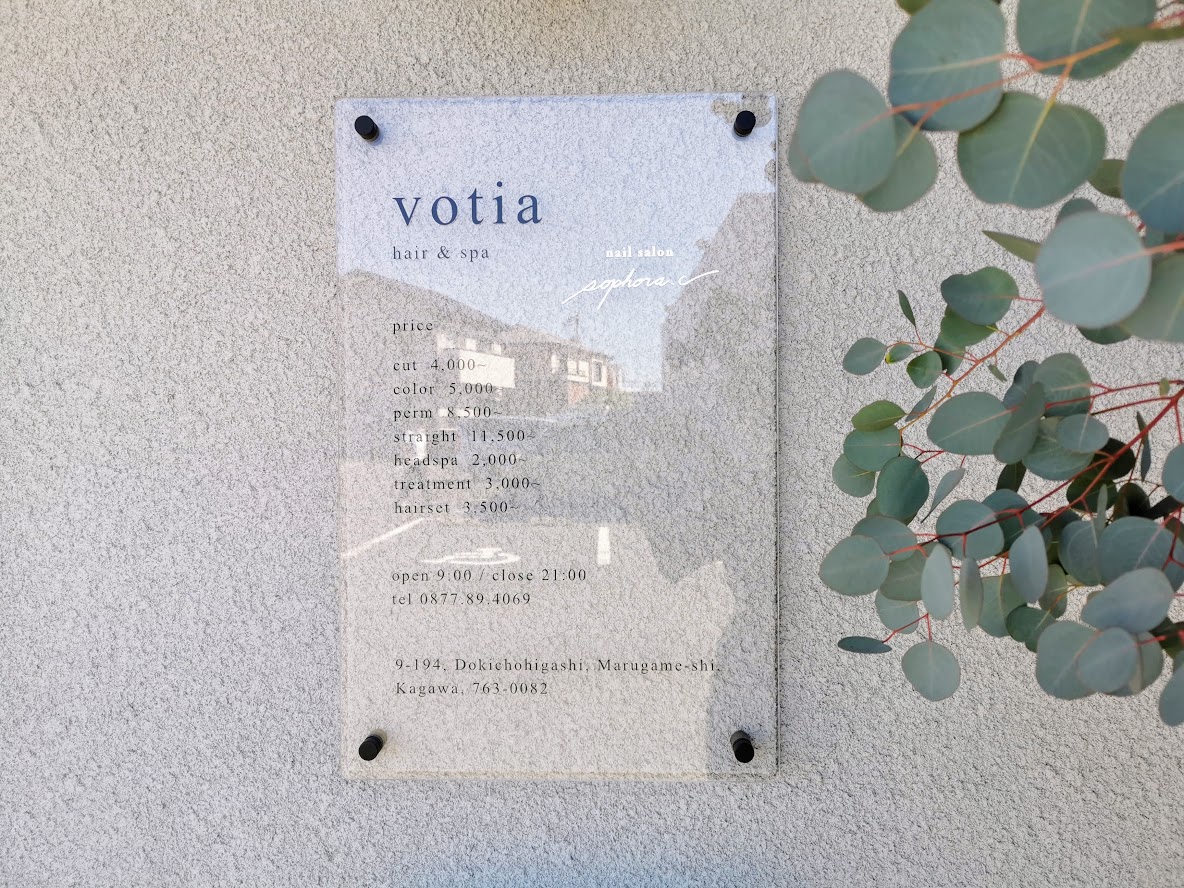 votia
hair & spa
nail salon
sophora c
price
cut 4,000~
color 5,000~
perm 8,500~
straight 11,500~
headspa 2,000~
treatment 3,000~
hairset 3,500~
open 9:00 / close 21:00
tel 0877.89.4069
9-194, Dokichohigashi, Marugame-shi,
Kagawa, 763-0082